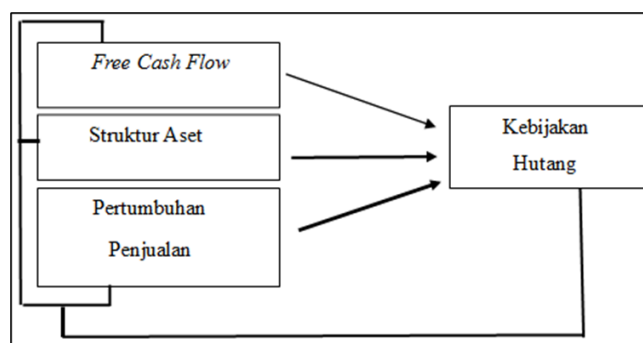 Free Cash Flow
Struktur Aset
Pertumbuhan
Penjualan
Kebijakan
Hutang